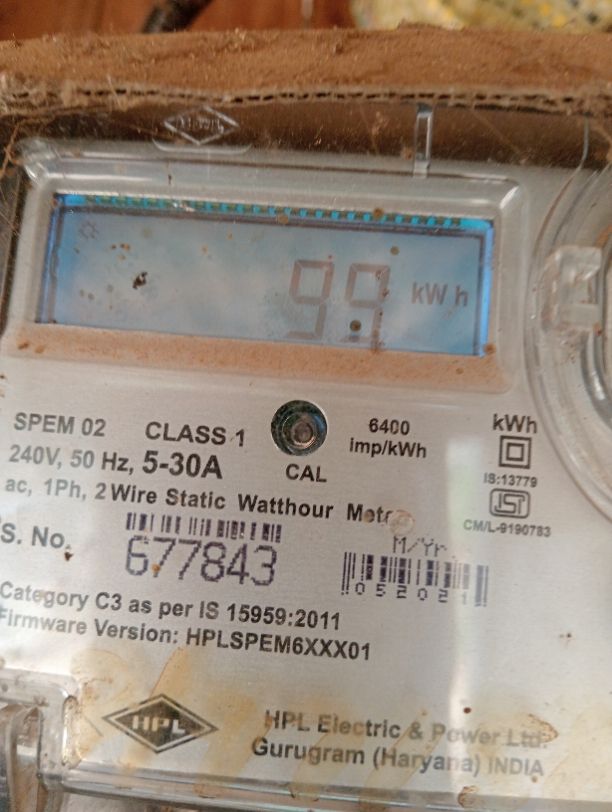 99 kWh
SPEM 02 CLASS 1
6400 imp/kWh
kWh
240V, 50 Hz, 5-30A
CAL
IS:13779
ac, 1Ph, 2 Wire Static Watthour
CM/L-9190783
S. No. 677843
M/Yr
052021
Category C3 as per IS 15959:2011
Firmware Version: HPLSPEM6XXX01
HPL
HPL Electric & Power Ltd.
Gurugram (Haryana) INDIA